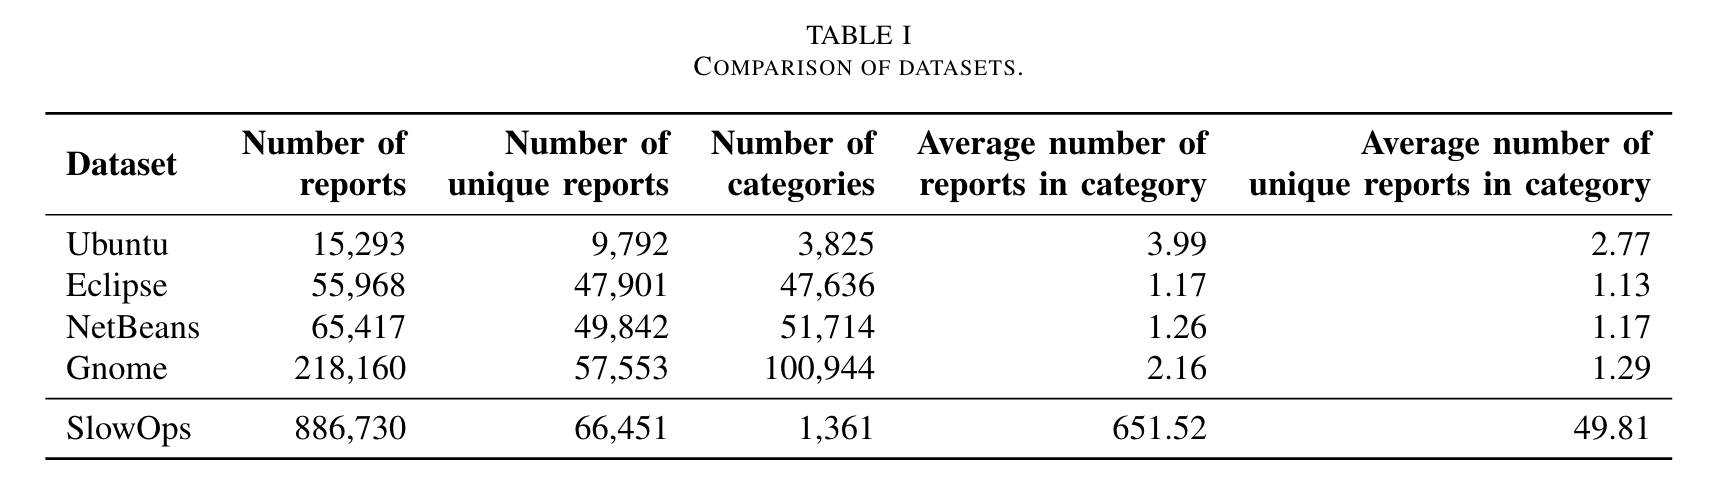 TABLE I
COMPARISON OF DATASETS.
Dataset Number of reports Number of unique reports Number of categories Average number of reports in category Average number of unique reports in category
Ubuntu 15,293 9,792 3,825 3.99 2.77
Eclipse 55,968 47,901 47,636 1.17 1.13
NetBeans 65,417 49,842 51,714 1.26 1.17
Gnome 218,160 57,553 100,944 2.16 1.29
SlowOps 886,730 66,451 1,361 651.52 49.81